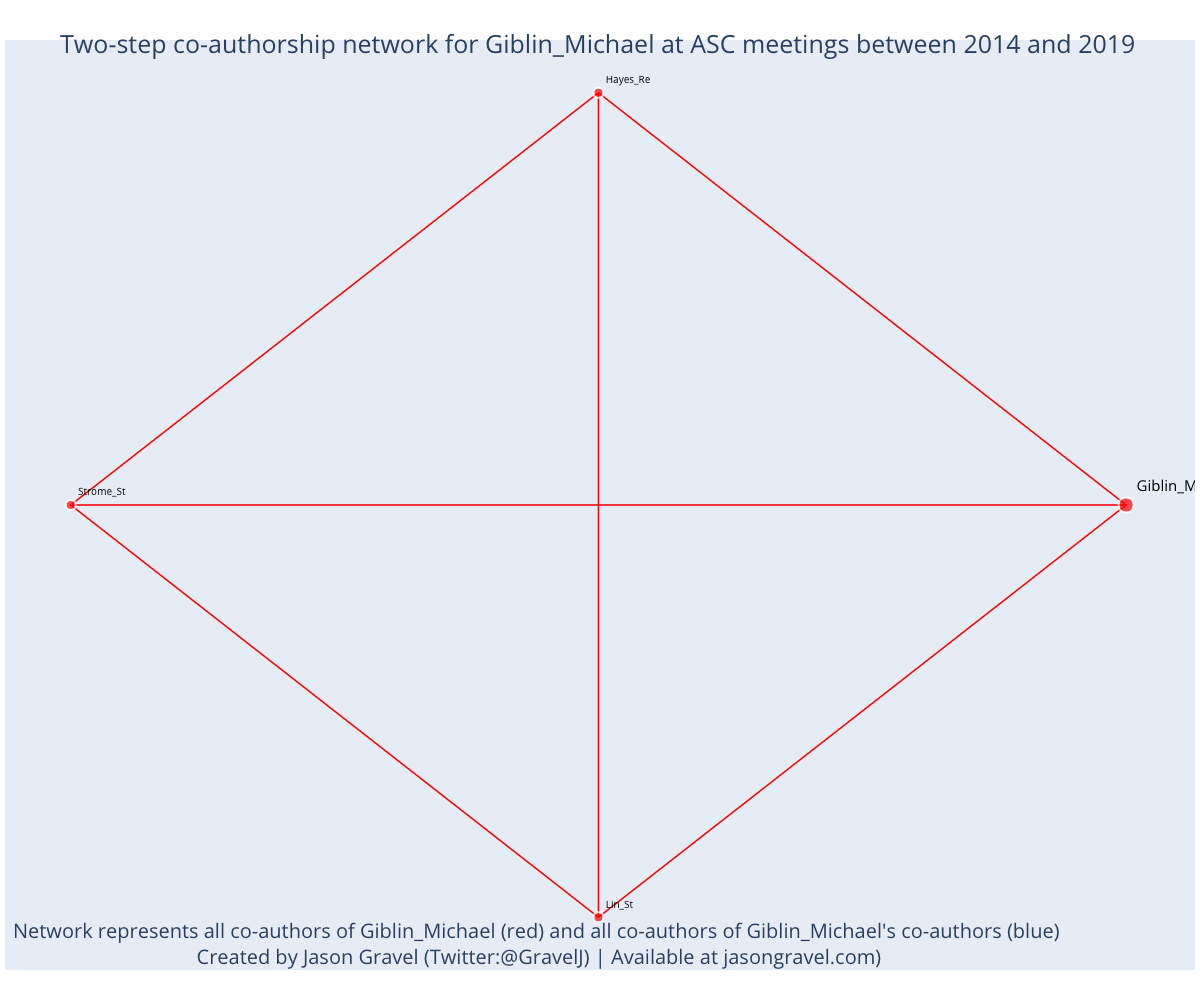 Two-step co-authorship network for Giblin_Michael at ASC meetings between 2014 and 2019
Hayes_Re
Strome_St
Giblin_M
Lin_St
Network represents all co-authors of Giblin_Michael (red) and all co-authors of Giblin_Michael's co-authors (blue)
Created by Jason Gravel (Twitter:@GravelJ) | Available at jasongravel.com)